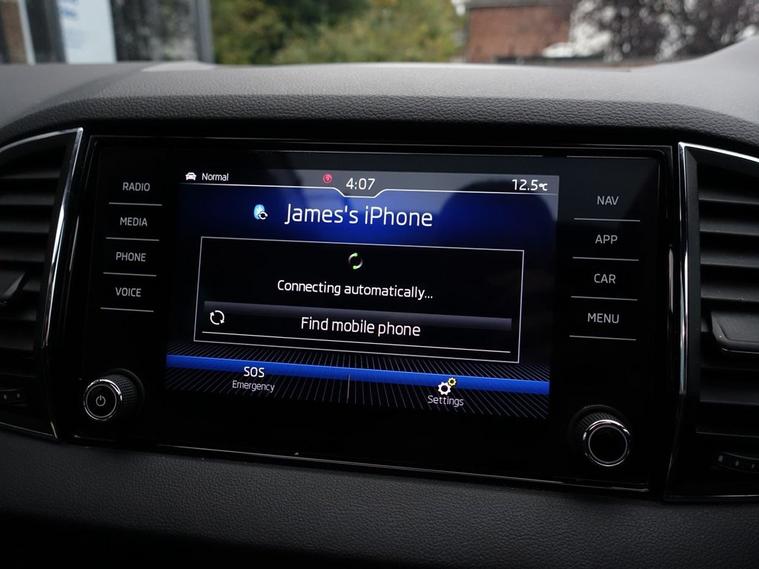 RADIO
MEDIA
PHONE
VOICE
Normal
4:07
12.5°C
James's iPhone
Connecting automatically...
Find mobile phone
SOS
Emergency
Settings
NAV
APP
CAR
MENU